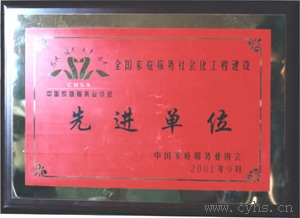 全国家庭服务社会化工程建设
CHSA
中国家庭服务业协会
先进单位
中国家庭服务业协会
2001年9月
www.cyns.cn